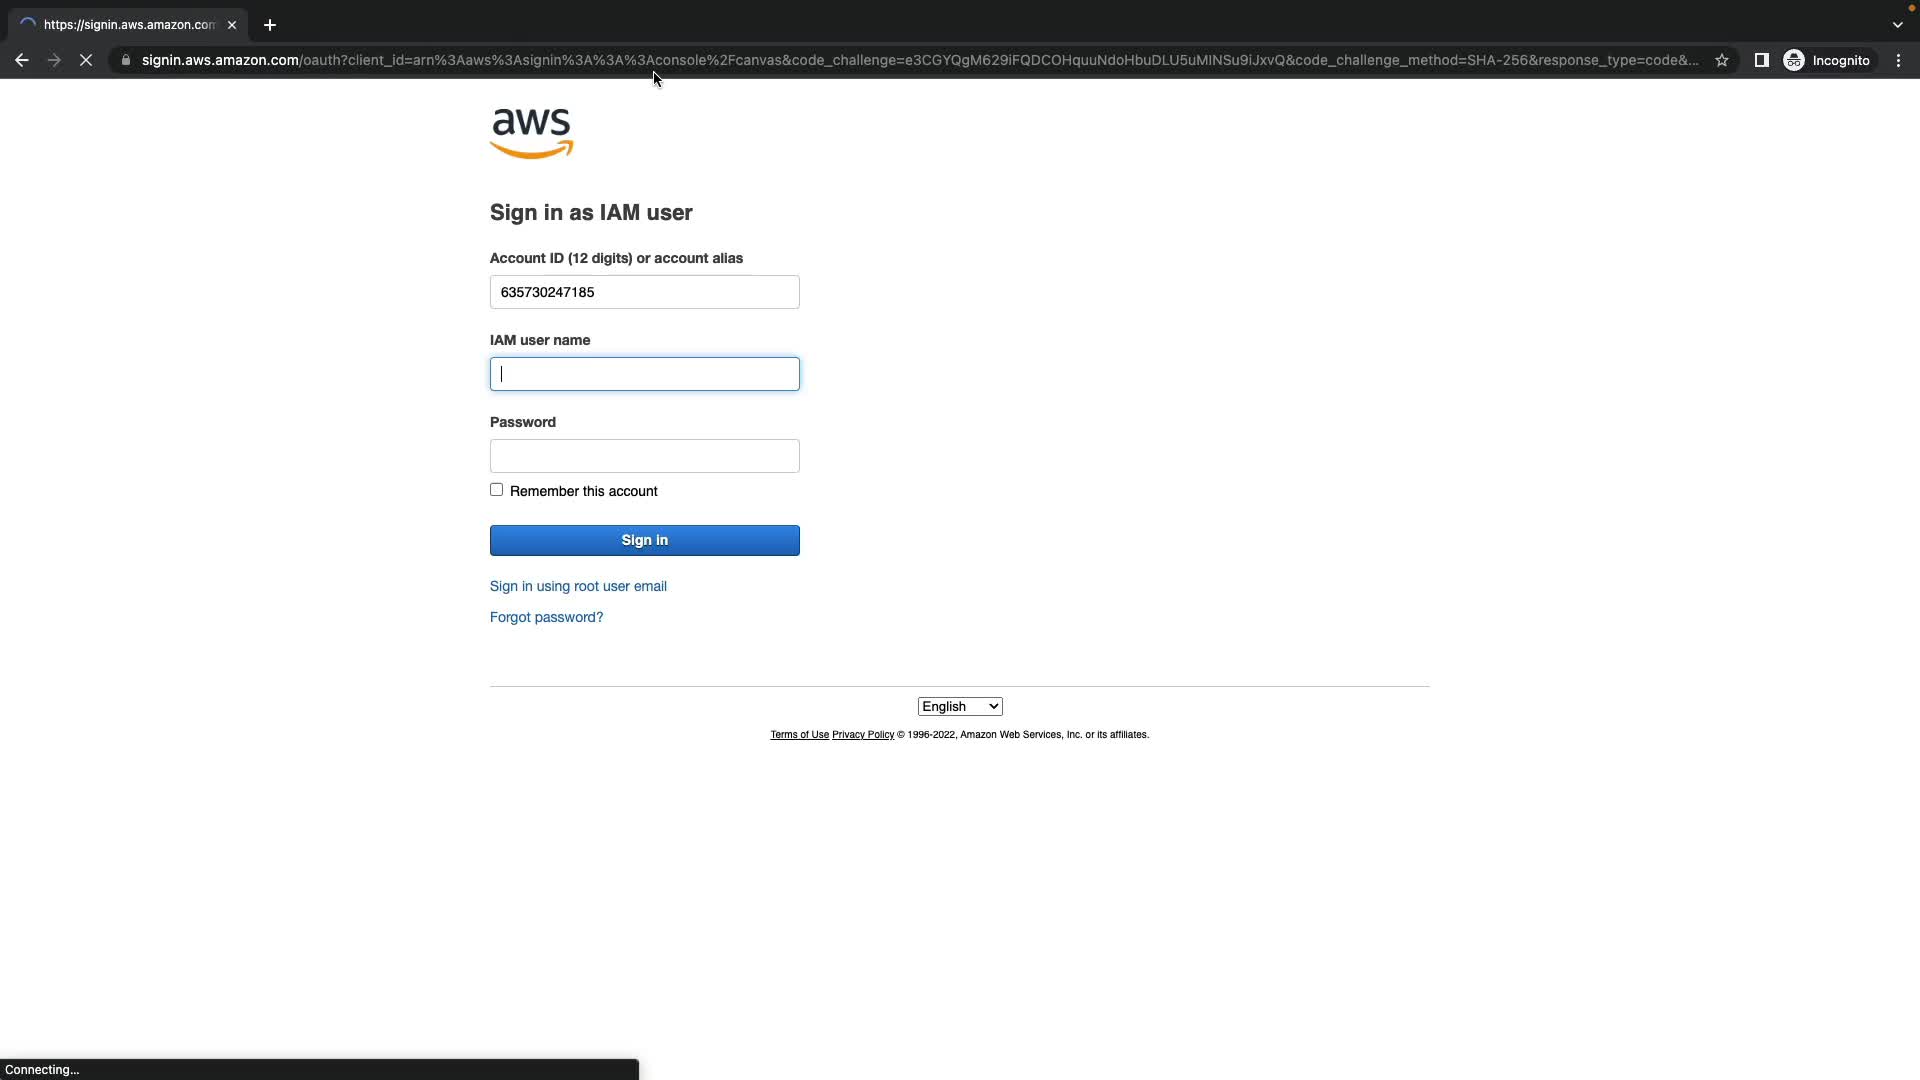 https://signin.aws.amazon.com
signin.aws.amazon.com/oauth?client_id=arn%3Aaws%3Asignin%3A%3A%3Aconsole%2Fcanvas&code_challenge=e3CGYQgM629iFQDCOHquuNdoHbuDLU5uMINSu9iJxvQ&code_challenge_method=SHA-256&response_type=code&...
Incognito
aws
Sign in as IAM user
Account ID (12 digits) or account alias
635730247185
IAM user name
Password
Remember this account
Sign in
Sign in using root user email
Forgot password?
English
Terms of Use Privacy Policy © 1996-2022, Amazon Web Services, Inc. or its affiliates.
Connecting...